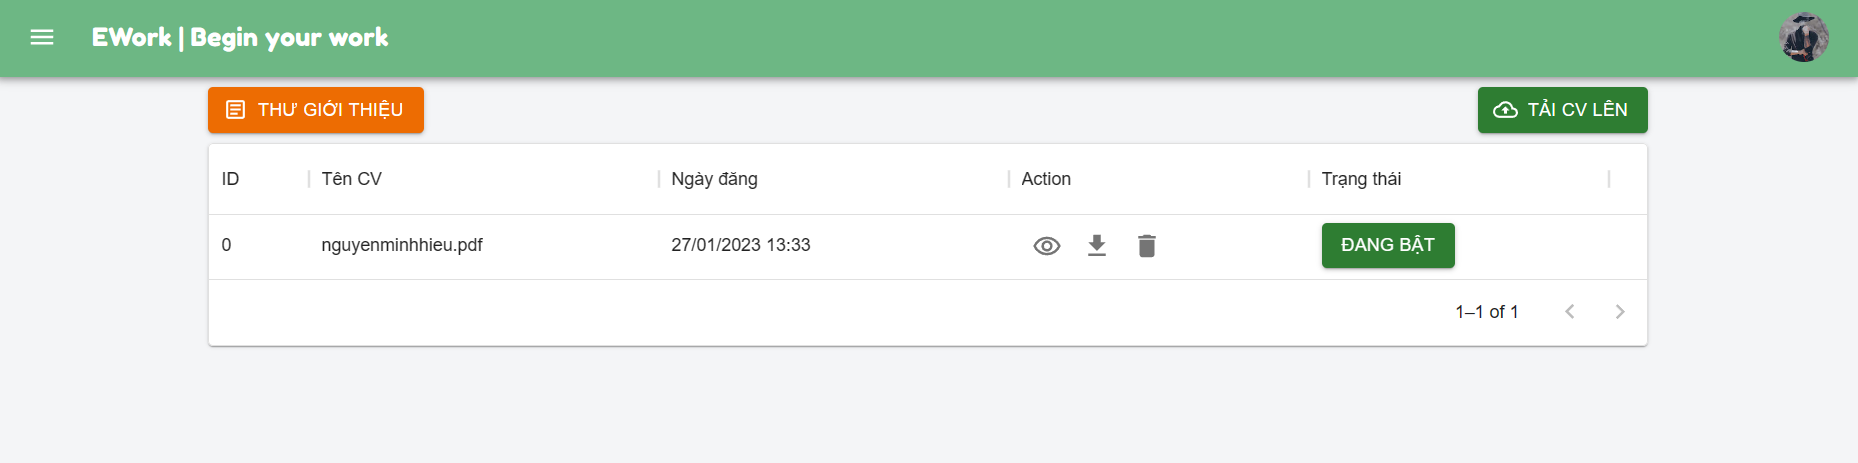 EWork | Begin your work
THƯ GIỚI THIỆU
TẢI CV LÊN
ID Tên CV Ngày đăng Action Trạng thái
0 nguyenminhhieu.pdf 27/01/2023 13:33 ĐANG BẬT
1–1 of 1